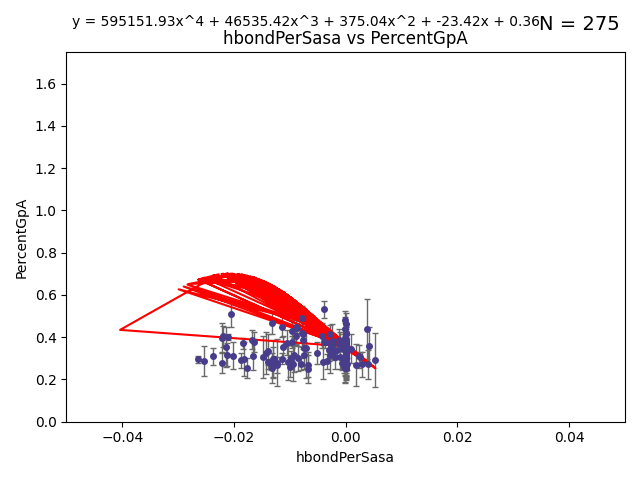 y = 595151.93x^4 + 46535.42x^3 + 375.04x^2 + -23.42x + 0.36
N = 275
hbondPerSasa vs PercentGpA
PercentGpA
1.6
1.4
1.2
1.0
0.8
0.6
0.4
0.2
0.0
−0.04
−0.02
0.00
0.02
0.04
hbondPerSasa